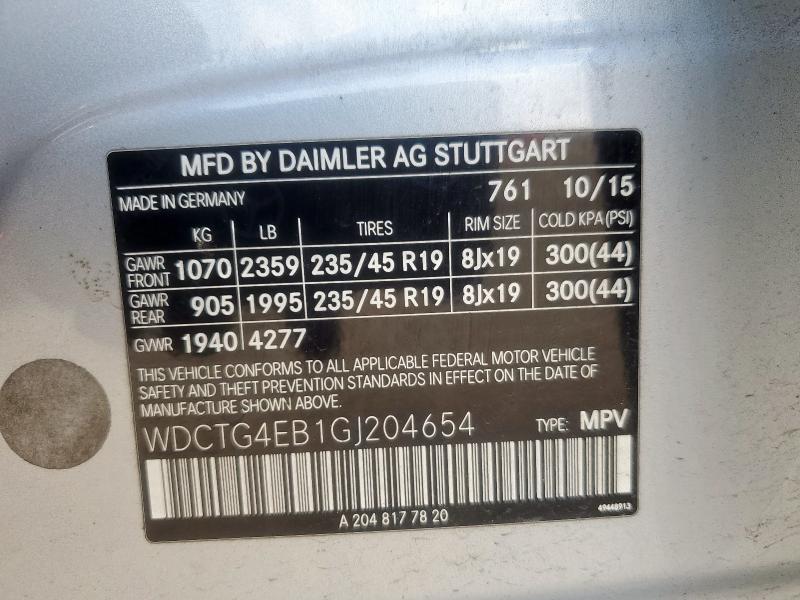 MFD BY DAIMLER AG STUTTGART
MADE IN GERMANY 761 10/15
KG LB TIRES RIM SIZE COLD KPA (PSI)
GAWR FRONT 1070 2359 235/45 R19 8Jx19 300(44)
GAWR REAR 905 1995 235/45 R19 8Jx19 300(44)
GVWR 1940 4277
THIS VEHICLE CONFORMS TO ALL APPLICABLE FEDERAL MOTOR VEHICLE
SAFETY AND THEFT PREVENTION STANDARDS IN EFFECT ON THE DATE OF
MANUFACTURE SHOWN ABOVE.
WDCTG4EB1GJ204654 TYPE: MPV
A 204 817 78 20 49448913